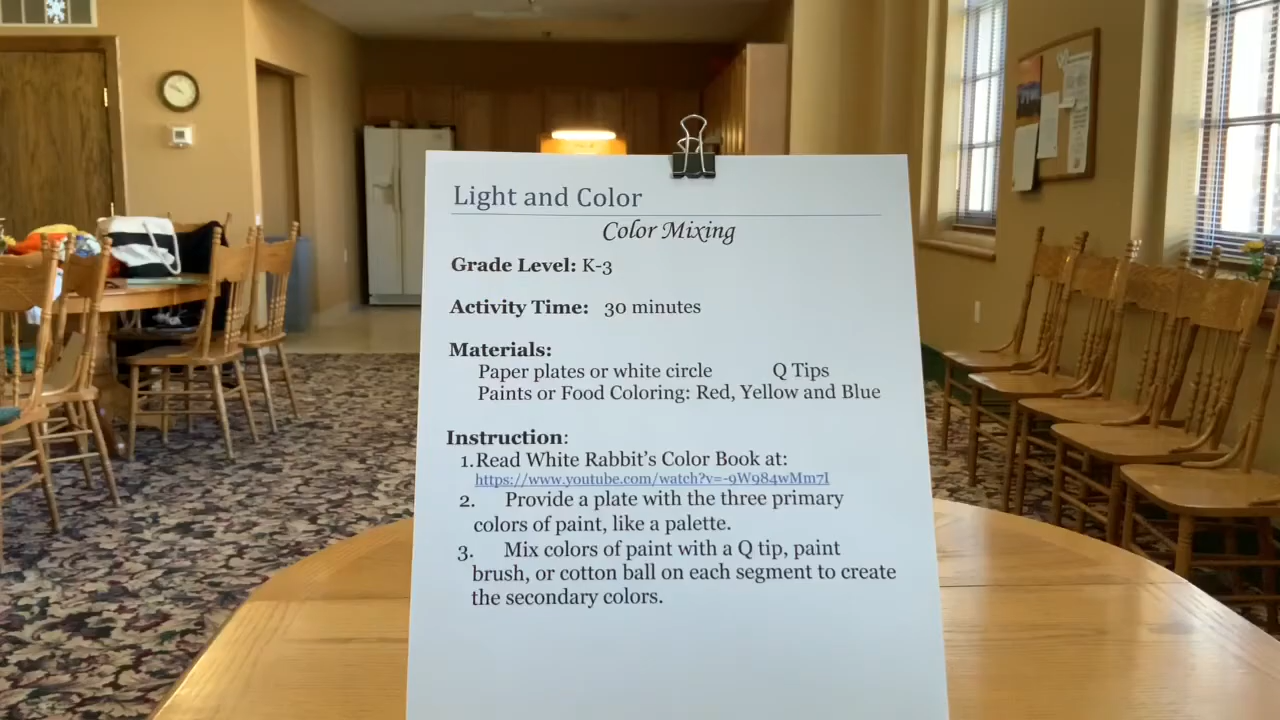 Light and Color
Color Mixing
Grade Level: K-3
Activity Time: 30 minutes
Materials:
Paper plates or white circle Q Tips
Paints or Food Coloring: Red, Yellow and Blue
Instruction:
1. Read White Rabbit's Color Book at:
https://www.youtube.com/watch?v=-9W984wMm7I
2. Provide a plate with the three primary
colors of paint, like a palette.
3. Mix colors of paint with a Q tip, paint
brush, or cotton ball on each segment to create
the secondary colors.